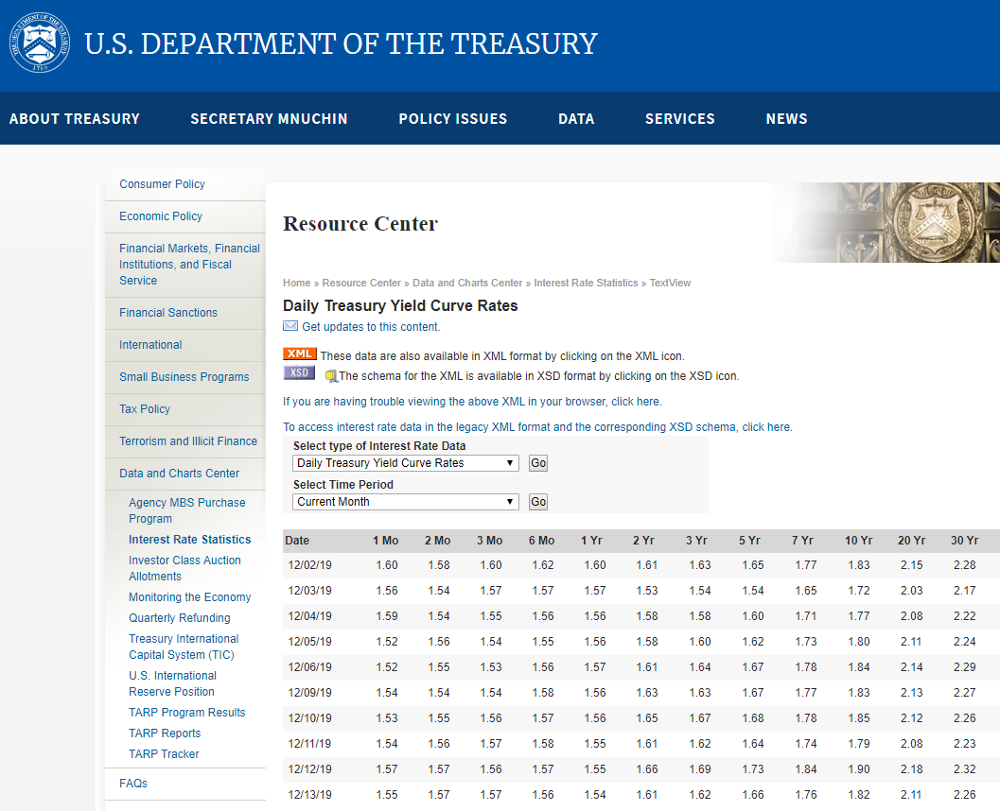 THE DEPARTMENT OF THE TREASURY
1789
U.S. DEPARTMENT OF THE TREASURY
ABOUT TREASURY SECRETARY MNUCHIN POLICY ISSUES DATA SERVICES NEWS
Consumer Policy
Economic Policy
Financial Markets, Financial
Institutions, and Fiscal
Service
Financial Sanctions
International
Small Business Programs
Tax Policy
Terrorism and Illicit Finance
Data and Charts Center
Agency MBS Purchase
Program
Interest Rate Statistics
Investor Class Auction
Allotments
Monitoring the Economy
Quarterly Refunding
Treasury International
Capital System (TIC)
U.S. International
Reserve Position
TARP Program Results
TARP Reports
TARP Tracker
FAQs
Resource Center
Home » Resource Center » Data and Charts Center » Interest Rate Statistics » TextView
Daily Treasury Yield Curve Rates
Get updates to this content.
XML These data are also available in XML format by clicking on the XML icon.
XSD The schema for the XML is available in XSD format by clicking on the XSD icon.
If you are having trouble viewing the above XML in your browser, click here.
To access interest rate data in the legacy XML format and the corresponding XSD schema, click here.
Select type of Interest Rate Data
Daily Treasury Yield Curve Rates Go
Select Time Period
Current Month Go
Date 1 Mo 2 Mo 3 Mo 6 Mo 1 Yr 2 Yr 3 Yr 5 Yr 7 Yr 10 Yr 20 Yr 30 Yr
12/02/19 1.60 1.58 1.60 1.62 1.60 1.61 1.63 1.65 1.77 1.83 2.15 2.28
12/03/19 1.56 1.54 1.57 1.57 1.57 1.53 1.54 1.54 1.65 1.72 2.03 2.17
12/04/19 1.59 1.54 1.55 1.56 1.56 1.58 1.58 1.60 1.71 1.77 2.08 2.22
12/05/19 1.52 1.56 1.54 1.55 1.56 1.58 1.60 1.62 1.73 1.80 2.11 2.24
12/06/19 1.52 1.55 1.53 1.56 1.57 1.61 1.64 1.67 1.78 1.84 2.14 2.29
12/09/19 1.54 1.54 1.54 1.58 1.56 1.63 1.63 1.67 1.77 1.83 2.13 2.27
12/10/19 1.53 1.55 1.56 1.57 1.56 1.65 1.67 1.68 1.78 1.85 2.12 2.26
12/11/19 1.54 1.56 1.57 1.58 1.55 1.61 1.62 1.64 1.74 1.79 2.08 2.23
12/12/19 1.57 1.57 1.56 1.57 1.55 1.66 1.69 1.73 1.84 1.90 2.18 2.32
12/13/19 1.55 1.57 1.57 1.56 1.54 1.61 1.62 1.66 1.76 1.82 2.11 2.26